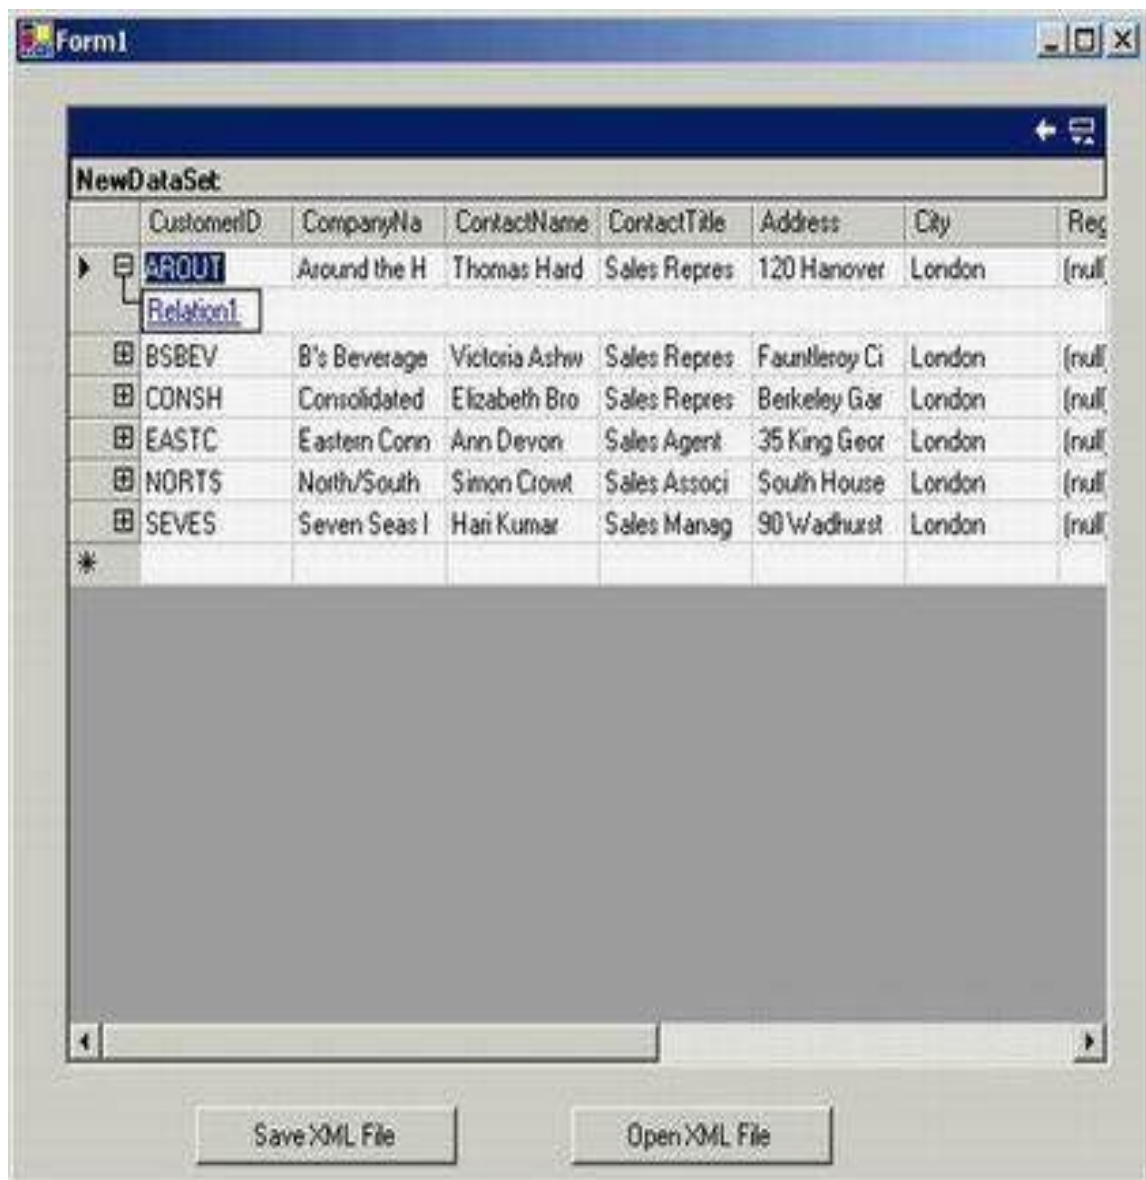 Form1
NewDataSet
CustomerID CompanyNa ContactName ContactTitle Address City Reg
AROUT Around the H Thomas Hard Sales Repres 120 Hanover London (null)
Relation1
BSBEV B's Beverage Victoria Ashw Sales Repres Fauntleroy Ci London (null)
CONSH Consolidated Elizabeth Bro Sales Repres Berkeley Gar London (null)
EASTC Eastern Conn Ann Devon Sales Agent 35 King Geor London (null)
NORTS North/South Simon Crowt Sales Associ South House London (null)
SEVES Seven Seas I Hari Kumar Sales Manag 90 Wadhurst London (null)
Save XML File Open XML File